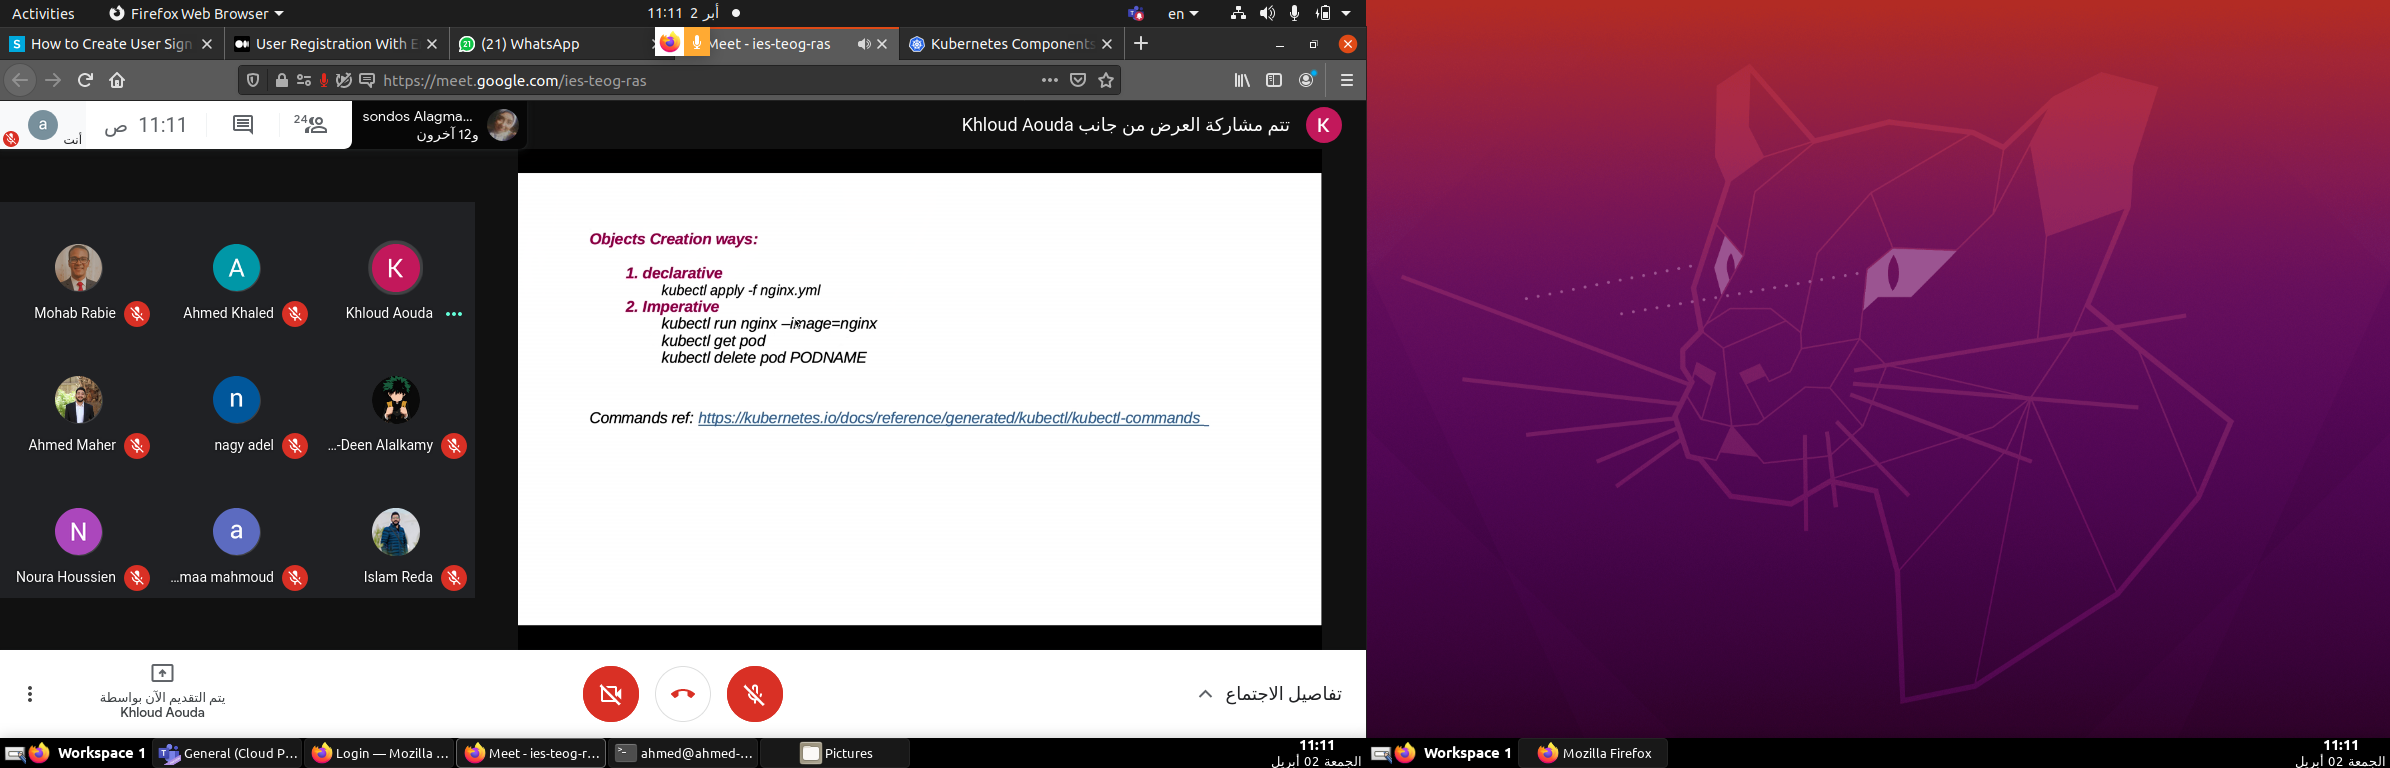 Activities
Firefox Web Browser
11:11 2 أبر
en
How to Create User Sign
User Registration With E
(21) WhatsApp
Meet - ies-teog-ras
Kubernetes Components
https://meet.google.com/ies-teog-ras
a
أنت
11:11 ص
24
sondos Alagma...
و12 آخرون
تتم مشاركة العرض من جانب Khloud Aouda
K
Mohab Rabie
A
Ahmed Khaled
K
Khloud Aouda
Ahmed Maher
n
nagy adel
...-Deen Alalkamy
N
Noura Houssien
a
...maa mahmoud
Islam Reda
Objects Creation ways:
1. declarative
kubectl apply -f nginx.yml
2. Imperative
kubectl run nginx –image=nginx
kubectl get pod
kubectl delete pod PODNAME
Commands ref: https://kubernetes.io/docs/reference/generated/kubectl/kubectl-commands
يتم التقديم الآن بواسطة
Khloud Aouda
تفاصيل الاجتماع
Workspace 1
General (Cloud P...
Login — Mozilla ...
Meet - ies-teog-r...
ahmed@ahmed-...
Pictures
11:11
الجمعة 02 أبريل
Workspace 1
Mozilla Firefox
11:11
الجمعة 02 أبريل